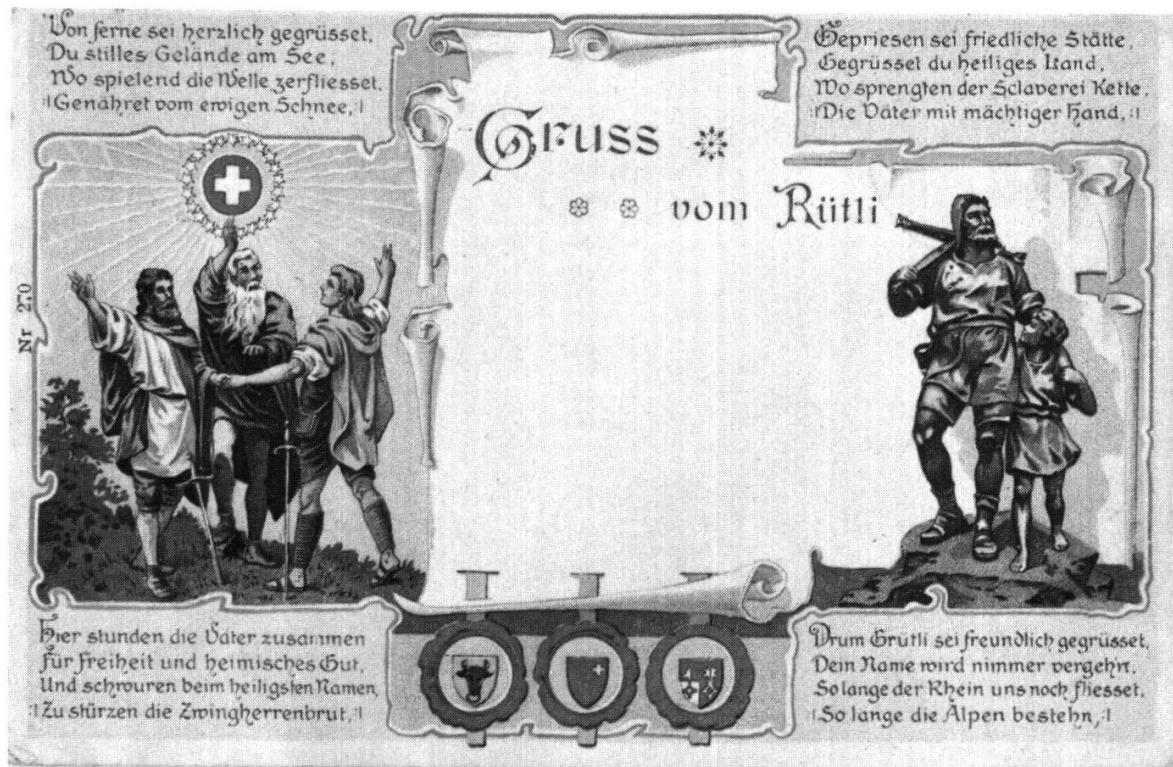 Von ferne sei herzlich gegrüsset,
Du stilles Gelände am See,
Wo spielend die Welle zerfliesset,
:|Genähret vom ewigen Schnee,:|
Gepriesen sei friedliche Stätte,
Gegrüsset du heiliges Land,
Wo sprengten der Sclaverei Kette,
:|Die Väter mit mächtiger Hand,:|
Gruss
vom Rütli
Nr 270
Hier stunden die Väter zusammen
Für Freiheit und heimisches Gut,
Und schwuren beim heiligsten Namen,
:|Zu stürzen die Zwingherrenbrut,:|
Drum Grütli sei freundlich gegrüsset,
Dein Name wird nimmer vergehn,
So lange der Rhein uns noch fliesset,
:|So lange die Alpen bestehn,:|